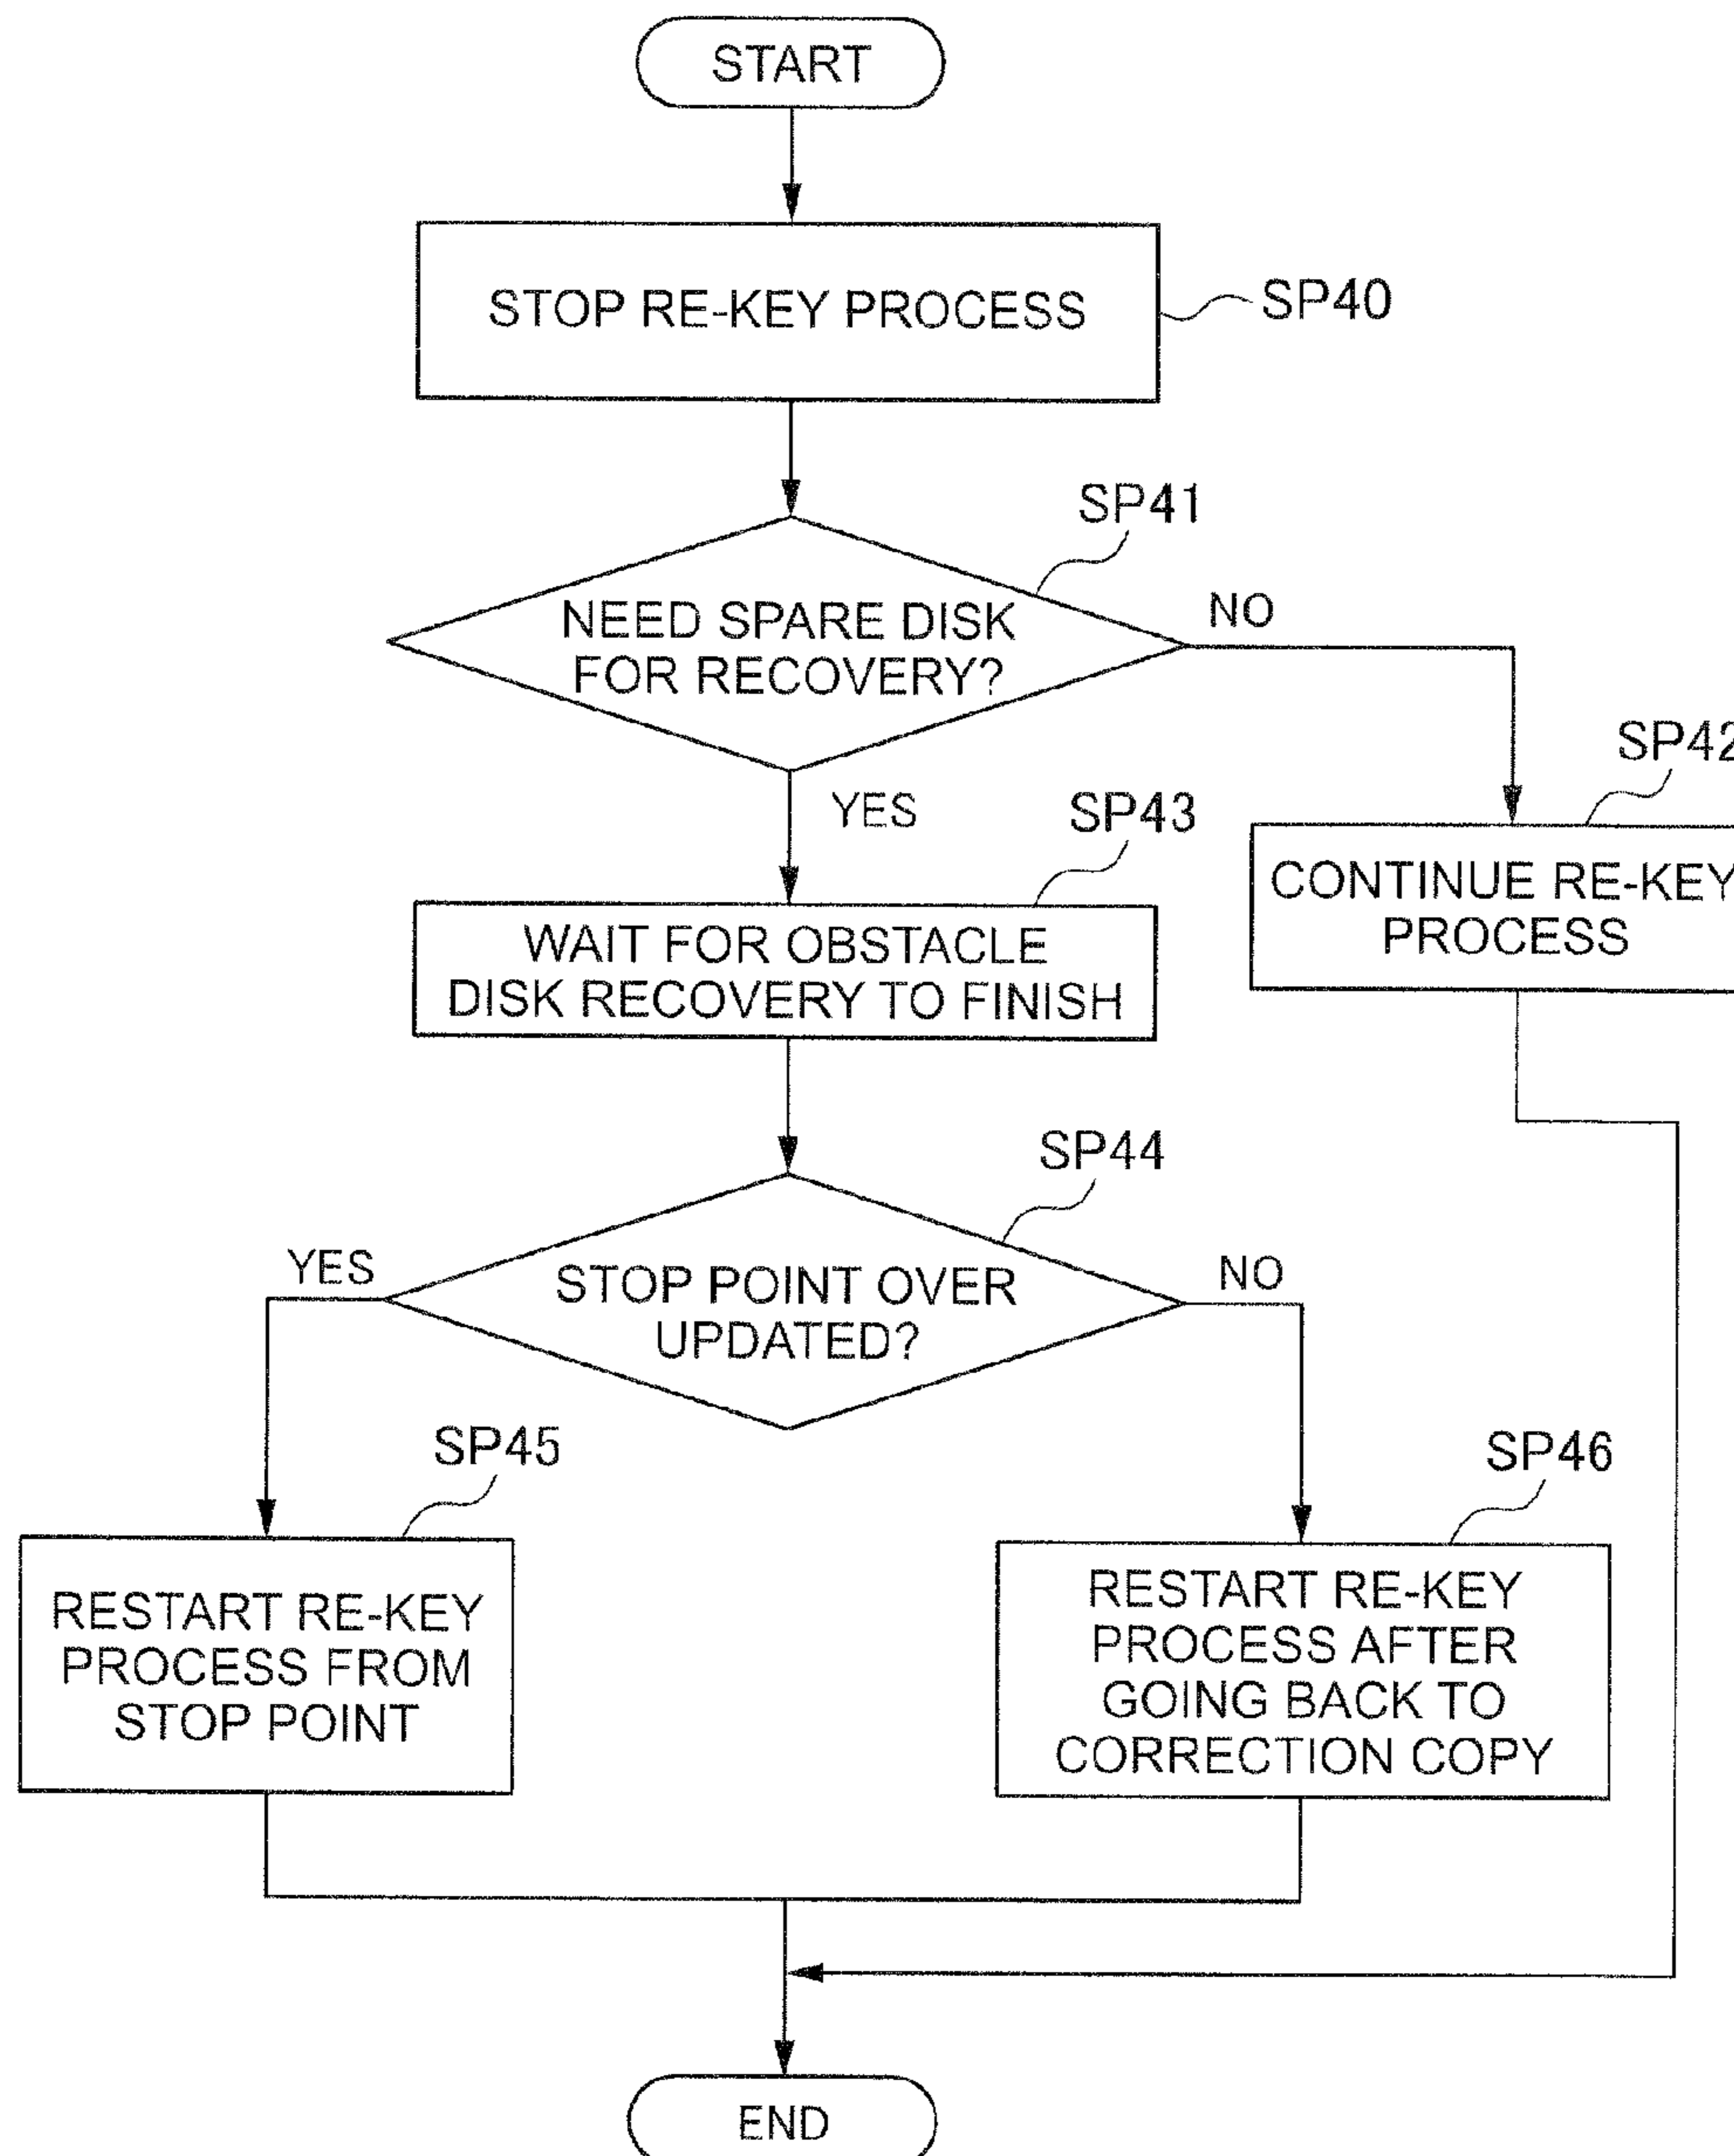 START
STOP RE-KEY PROCESS
SP40
SP41
NEED SPARE DISK
FOR RECOVERY?
NO
YES
SP42
CONTINUE RE-KEY
PROCESS
SP43
WAIT FOR OBSTACLE
DISK RECOVERY TO FINISH
SP44
STOP POINT OVER
UPDATED?
YES
NO
SP45
RESTART RE-KEY
PROCESS FROM
STOP POINT
SP46
RESTART RE-KEY
PROCESS AFTER
GOING BACK TO
CORRECTION COPY
END